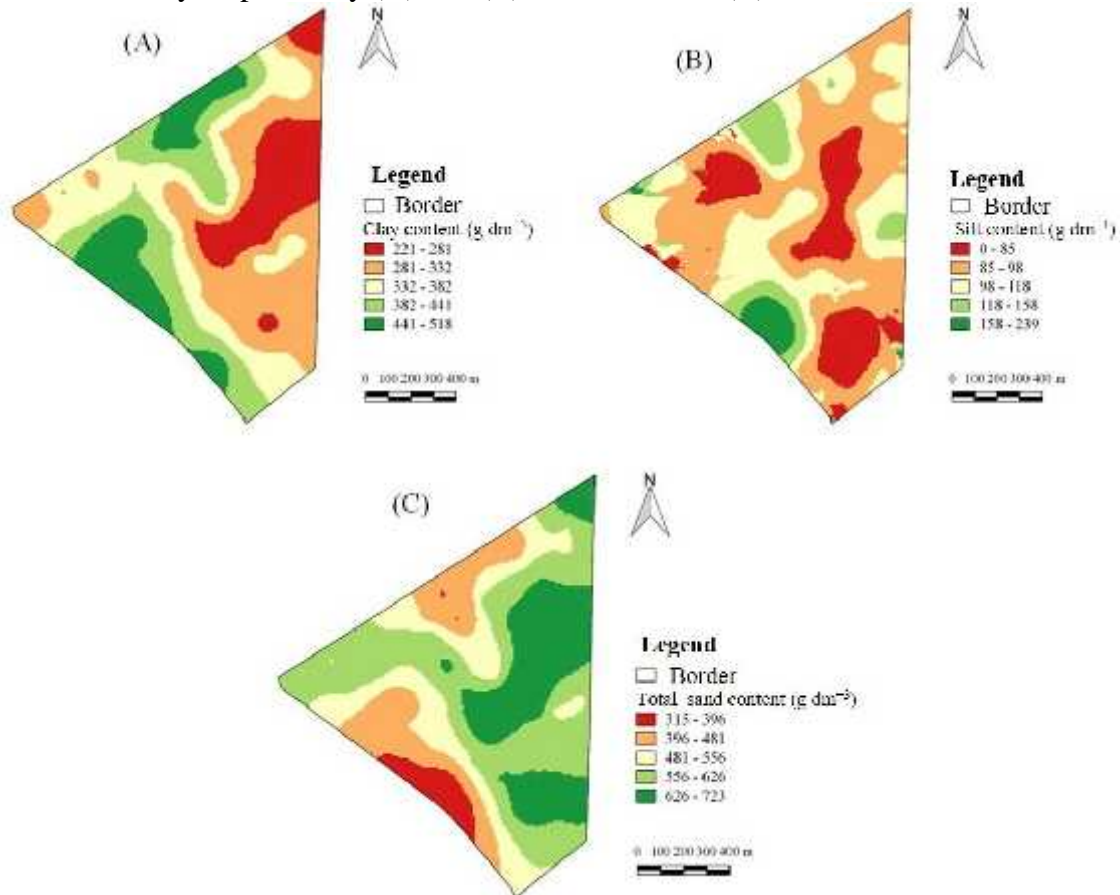 (A)
N
Legend
Border
Clay content (g dm⁻³)
221 - 281
281 - 332
332 - 382
382 - 441
441 - 518
0 100 200 300 400 m
(B)
N
Legend
Border
Silt content
0 - 85
85 - 98
98 - 118
118 - 158
158 - 239
0 100 200 300 400 m
(C)
N
Legend
Border
Total sand content (g dm⁻³)
315 - 396
396 - 481
481 - 556
556 - 626
626 - 723
0 100 200 300 400 m